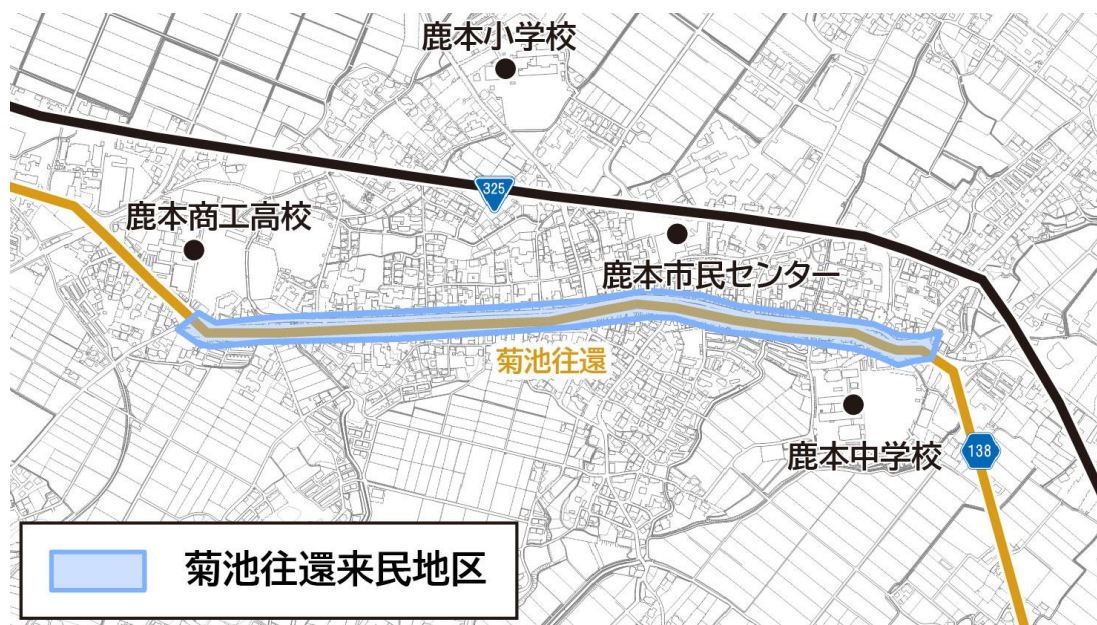 鹿本小学校
325
鹿本商工高校
鹿本市民センター
菊池往還
鹿本中学校
138
菊池往還来民地区